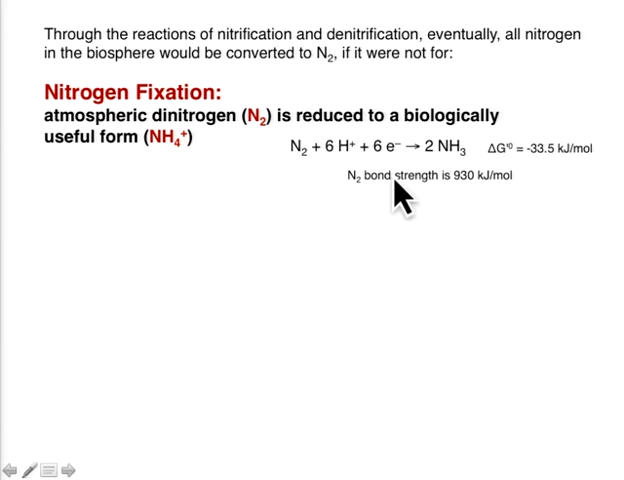 Through the reactions of nitrification and denitrification, eventually, all nitrogen
in the biosphere would be converted to N₂, if it were not for:
Nitrogen Fixation:
atmospheric dinitrogen (N₂) is reduced to a biologically
useful form (NH₄⁺)
N₂ + 6 H⁺ + 6 e⁻ → 2 NH₃ ΔG'⁰ = -33.5 kJ/mol
N₂ bond strength is 930 kJ/mol